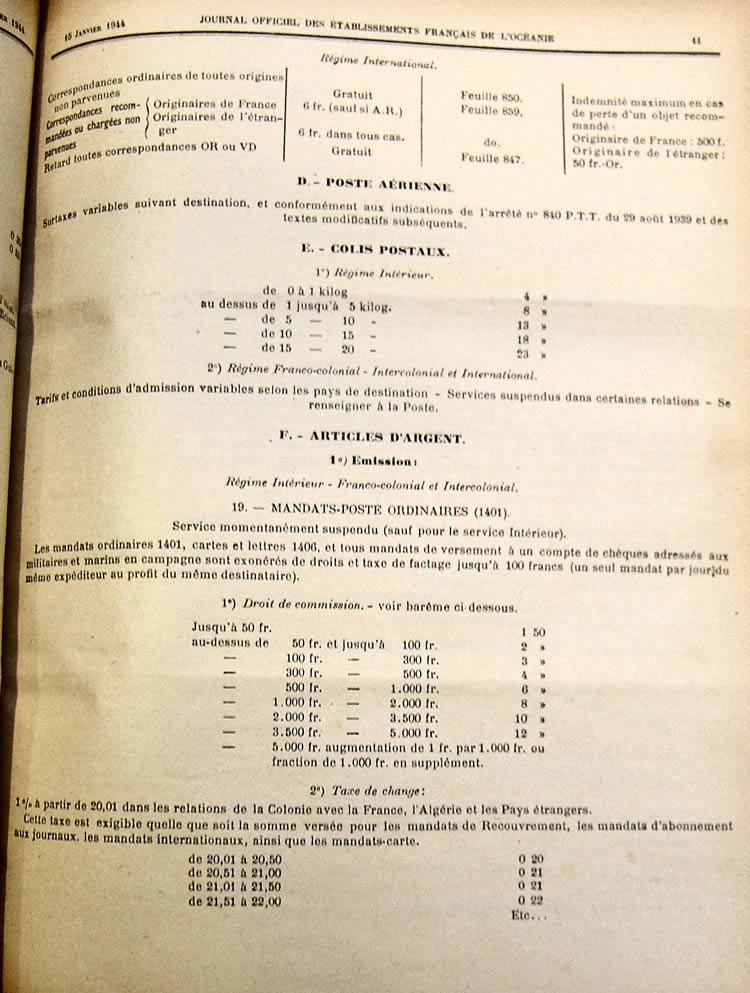 15 JANVIER 1944 JOURNAL OFFICIEL DES ÉTABLISSEMENTS FRANÇAIS DE L'OCÉANIE 41
Régime International.
Correspondances ordinaires de toutes origines non parvenues Gratuit Feuille 850.
Correspondances recommandées ou chargées non parvenues
Originaires de France 6 fr. (sauf si A.R.) Feuille 859.
Originaires de l'étranger 6 fr. dans tous cas. do.
Retard toutes correspondances OR ou VD Gratuit Feuille 847.
Indemnité maximum en cas
de perte d'un objet recom-
mandé :
Originaire de France : 500 f.
Originaire de l'étranger :
50 fr.-Or.
D. - POSTE AÉRIENNE.
Surtaxes variables suivant destination, et conformément aux indications de l'arrêté n° 840 P.T.T. du 29 août 1939 et des
textes modificatifs subséquents.
E. - COLIS POSTAUX.
1°) Régime Intérieur.
de 0 à 1 kilog 4 »
au dessus de 1 jusqu'à 5 kilog. 8 »
— de 5 — 10 - 13 »
— de 10 — 15 - 18 »
— de 15 — 20 - 23 »
2°) Régime Franco-colonial - Intercolonial et International.
Tarifs et conditions d'admission variables selon les pays de destination - Services suspendus dans certaines relations - Se
renseigner à la Poste.
F. - ARTICLES D'ARGENT.
1°) Emission :
Régime Intérieur - Franco-colonial et Intercolonial.
19. — MANDATS-POSTE ORDINAIRES (1401).
Service momentanément suspendu (sauf pour le service Intérieur).
Les mandats ordinaires 1401, cartes et lettres 1406, et tous mandats de versement à un compte de chèques adressés aux
militaires et marins en campagne sont exonérés de droits et taxe de factage jusqu'à 100 francs (un seul mandat par jour du
même expéditeur au profit du même destinataire).
1°) Droit de commission. - voir barême ci dessous.
Jusqu'à 50 fr. 1 50
au-dessus de 50 fr. et jusqu'à 100 fr. 2 »
— 100 fr. — 300 fr. 3 »
— 300 fr. — 500 fr. 4 »
— 500 fr. — 1.000 fr. 6 »
— 1.000 fr. - 2.000 fr. 8 »
— 2.000 fr. — 3.500 fr. 10 »
— 3.500 fr. — 5.000 fr. 12 »
— 5.000 fr. augmentation de 1 fr. par 1.000 fr. ou
fraction de 1.000 fr. en supplément.
2°) Taxe de change :
1 % à partir de 20,01 dans les relations de la Colonie avec la France, l'Algérie et les Pays étrangers.
Cette taxe est exigible quelle que soit la somme versée pour les mandats de Recouvrement, les mandats d'abonnement
aux journaux, les mandats internationaux, ainsi que les mandats-carte.
de 20,01 à 20,50 0 20
de 20,51 à 21,00 0 21
de 21,01 à 21,50 0 21
de 21,51 à 22,00 0 22
Etc...